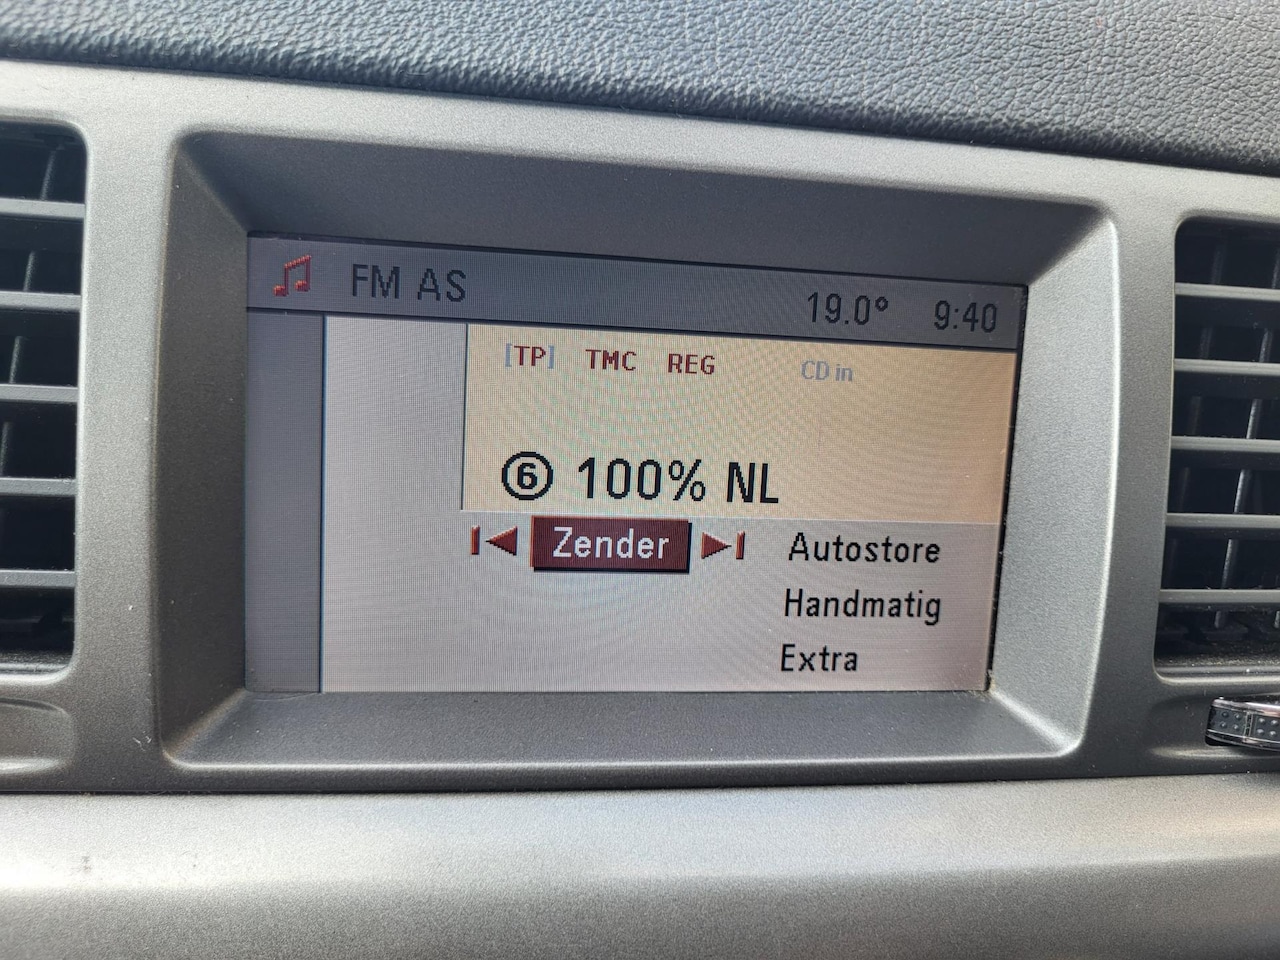 FM AS 19.0° 9:40
[TP] TMC REG CD in
⑥ 100% NL
Zender Autostore
Handmatig
Extra